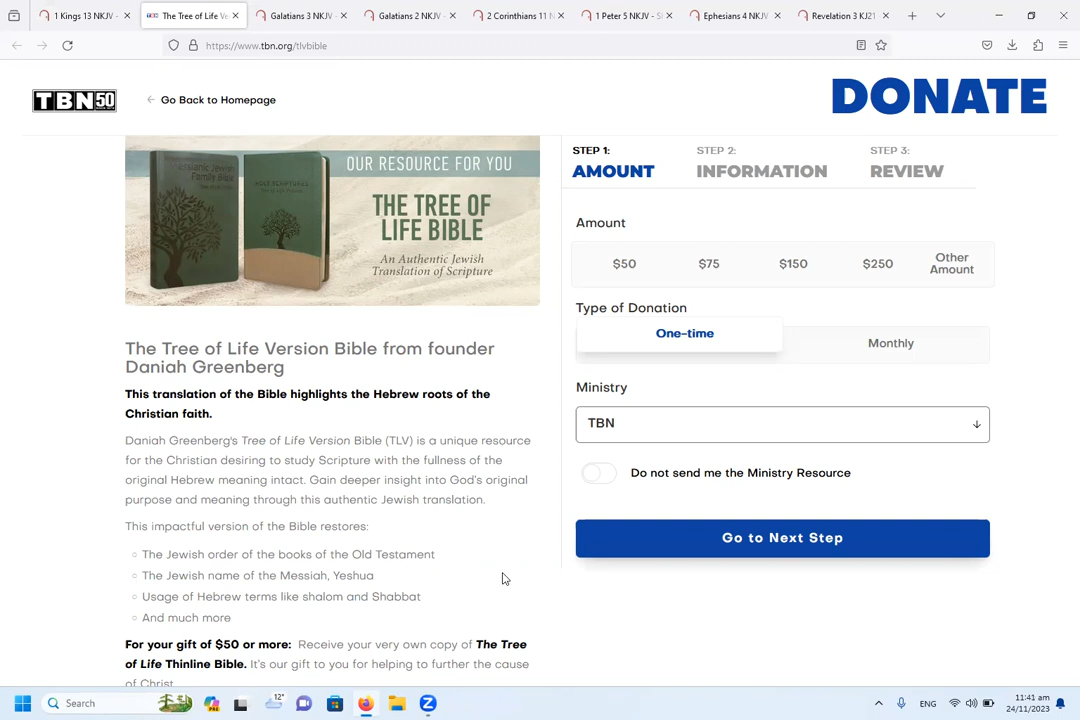 1 Kings 13 NKJV -
The Tree of Life Ve
Galatians 3 NKJV -
Galatians 2 NKJV -
2 Corinthians 11 N
1 Peter 5 NKJV - S
Ephesians 4 NKJV
Revelation 3 KJ21
https://www.tbn.org/tlvbible
TBN 50
Go Back to Homepage
DONATE
Messianic Jewish
Family Bible
HOLY SCRIPTURES
OUR RESOURCE FOR YOU
THE TREE OF
LIFE BIBLE
An Authentic Jewish
Translation of Scripture
The Tree of Life Version Bible from founder
Daniah Greenberg
This translation of the Bible highlights the Hebrew roots of the
Christian faith.
Daniah Greenberg's Tree of Life Version Bible (TLV) is a unique resource
for the Christian desiring to study Scripture with the fullness of the
original Hebrew meaning intact. Gain deeper insight into God's original
purpose and meaning through this authentic Jewish translation.
This impactful version of the Bible restores:
The Jewish order of the books of the Old Testament
The Jewish name of the Messiah, Yeshua
Usage of Hebrew terms like shalom and Shabbat
And much more
For your gift of $50 or more: Receive your very own copy of The Tree
of Life Thinline Bible. It's our gift to you for helping to further the cause
of Christ.
STEP 1:
AMOUNT
STEP 2:
INFORMATION
STEP 3:
REVIEW
Amount
$50
$75
$150
$250
Other
Amount
Type of Donation
One-time
Monthly
Ministry
TBN
Do not send me the Ministry Resource
Go to Next Step
Search
12°
ENG
11:41 am
24/11/2023